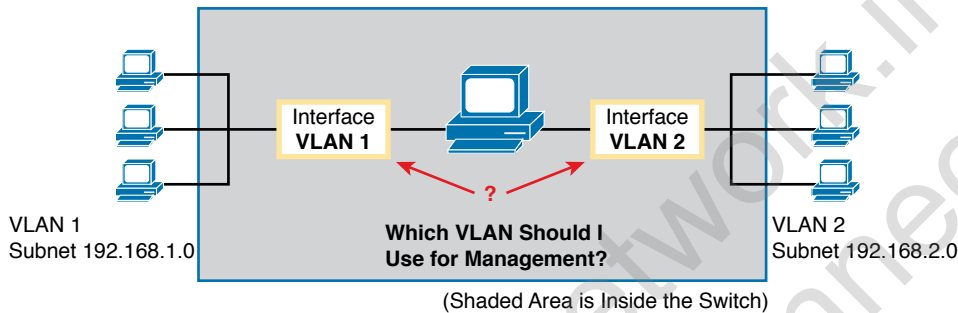 Interface
VLAN 1
Interface
VLAN 2
?
VLAN 1
Subnet 192.168.1.0
Which VLAN Should I
Use for Management?
VLAN 2
Subnet 192.168.2.0
(Shaded Area is Inside the Switch)